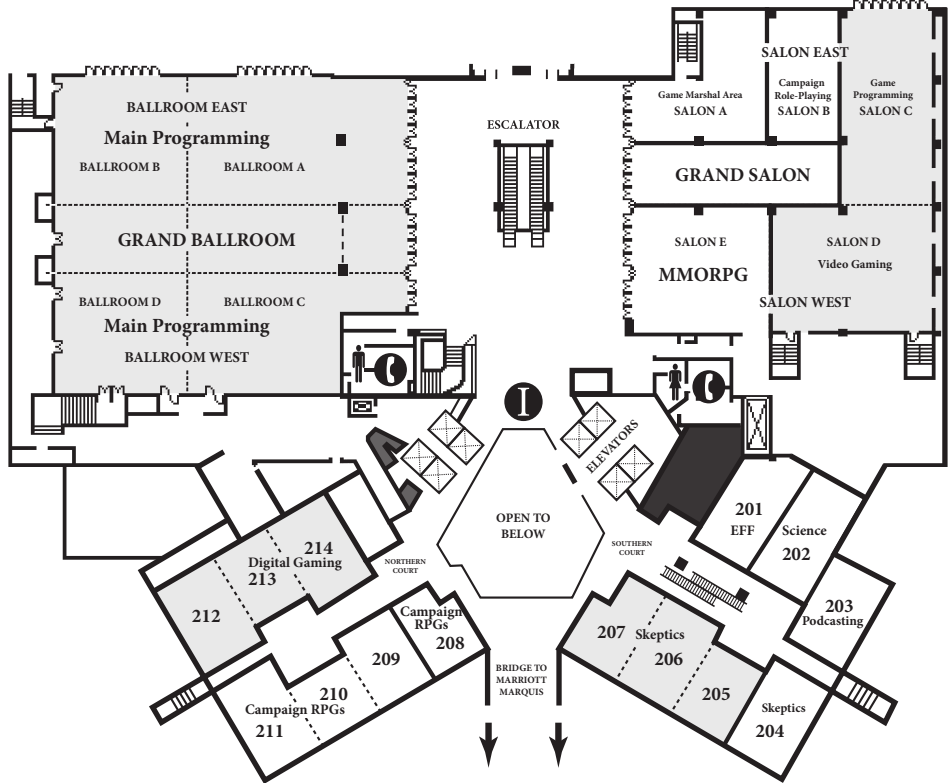 BALLROOM EAST
Main Programming
BALLROOM B
BALLROOM A
GRAND BALLROOM
BALLROOM D
BALLROOM C
Main Programming
BALLROOM WEST
ESCALATOR
SALON EAST
Game Marshal Area
SALON A
Campaign
Role-Playing
SALON B
Game
Programming
SALON C
GRAND SALON
SALON E
MMORPG
SALON D
Video Gaming
SALON WEST
I
ELEVATORS
OPEN TO
BELOW
NORTHERN
COURT
SOUTHERN
COURT
201
EFF
Science
202
203
Podcasting
214
Digital Gaming
213
212
Campaign
RPGs
208
209
210
Campaign RPGs
211
207
Skeptics
206
205
Skeptics
204
BRIDGE TO
MARRIOTT
MARQUIS